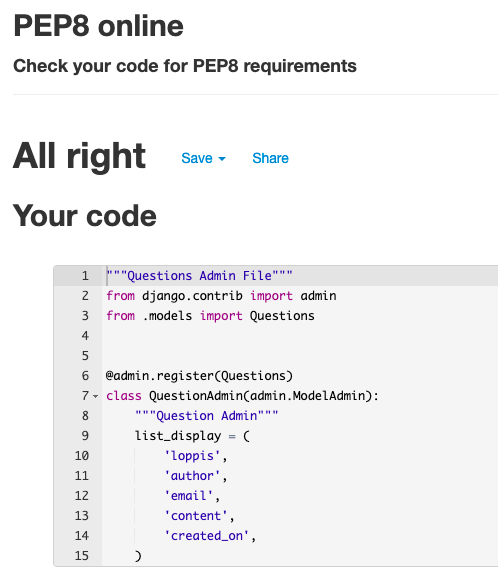 PEP8 online
Check your code for PEP8 requirements
All right Save Share
Your code
1 """Questions Admin File"""
2 from django.contrib import admin
3 from .models import Questions
4
5
6 @admin.register(Questions)
7 class QuestionAdmin(admin.ModelAdmin):
8     """Question Admin"""
9     list_display = (
10         'loppis',
11         'author',
12         'email',
13         'content',
14         'created_on',
15     )